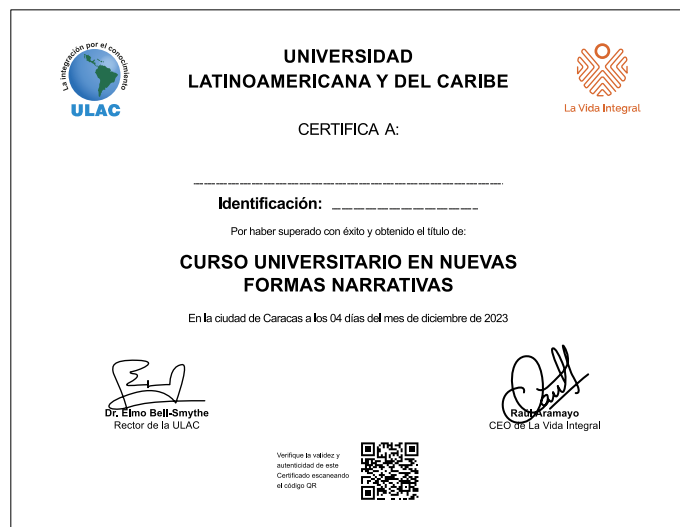 La integración por el conocimiento
ULAC
UNIVERSIDAD
LATINOAMERICANA Y DEL CARIBE
La Vida Integral
CERTIFICA A:
Identificación:
Por haber superado con éxito y obtenido el título de:
CURSO UNIVERSITARIO EN NUEVAS
FORMAS NARRATIVAS
En la ciudad de Caracas a los 04 días del mes de diciembre de 2023
Dr. Elmo Bell-Smythe
Rector de la ULAC
Raúl Aramayo
CEO de La Vida Integral
Verifique la validez y
autenticidad de este
Certificado escaneando
el código QR